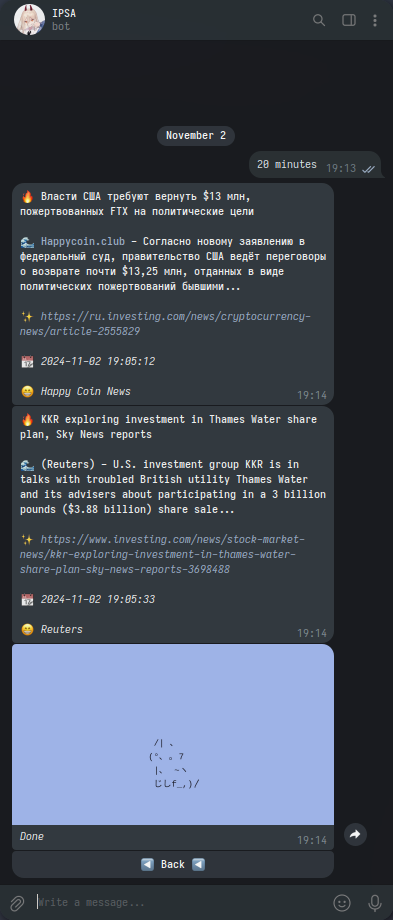 IPSA
bot
November 2
20 minutes 19:13
🔥 Власти США требуют вернуть $13 млн,
пожертвованных FTX на политические цели
🌊 Happycoin.club - Согласно новому заявлению в
федеральный суд, правительство США ведёт переговоры
о возврате почти $13,25 млн, отданных в виде
политических пожертвований бывшими...
✨ https://ru.investing.com/news/cryptocurrency-
news/article-2555829
📆 2024-11-02 19:05:12
😁 Happy Coin News 19:14
🔥 KKR exploring investment in Thames Water share
plan, Sky News reports
🌊 (Reuters) - U.S. investment group KKR is in
talks with troubled British utility Thames Water
and its advisers about participating in a 3 billion
pounds ($3.88 billion) share sale...
✨ https://www.investing.com/news/stock-market-
news/kkr-exploring-investment-in-thames-water-
share-plan-sky-news-reports-3698488
📆 2024-11-02 19:05:33
😁 Reuters 19:14
/| 、
(°、 。7
|、 ~ヽ
じしf_,)/
Done 19:14
◀ Back ◀
Write a message...